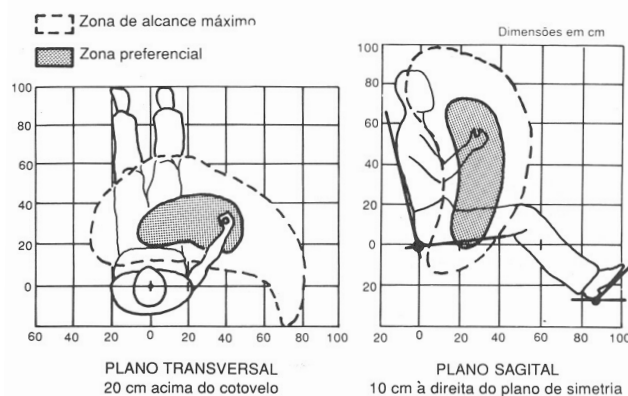 Zona de alcance máximo
Zona preferencial
Dimensões em cm
100
80
60
40
20
0
60 40 20 0 20 40 60 80 100
PLANO TRANSVERSAL
20 cm acima do cotovelo
100
80
60
40
20
0
20
0 20 40 60 80 100
PLANO SAGITAL
10 cm à direita do plano de simetria